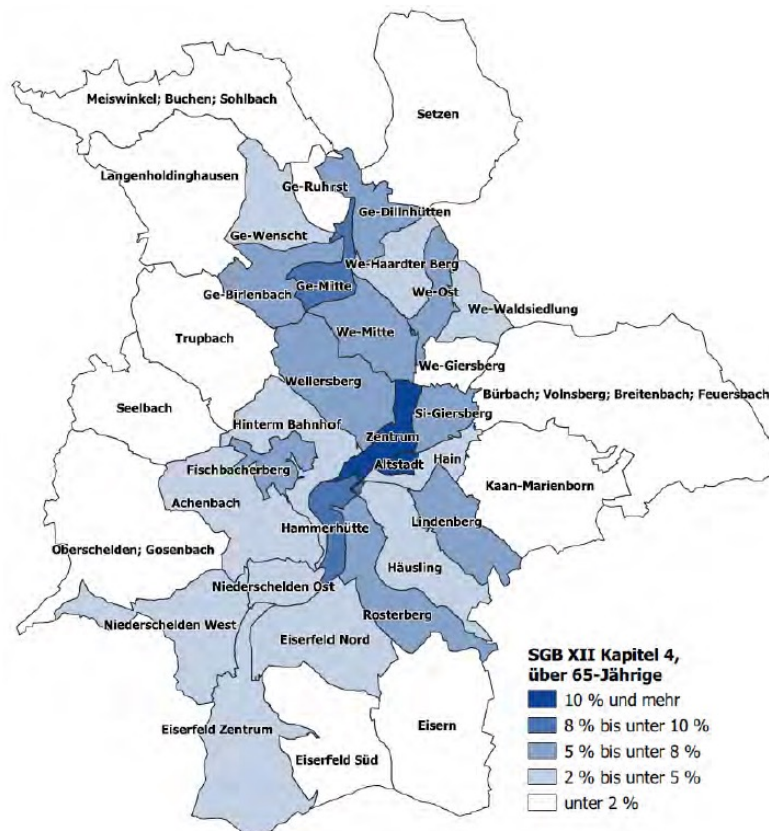 Meiswinkel; Buchen; Sohlbach
Setzen
Langenholdinghausen
Ge-Ruhrst
Ge-Dillnhütten
Ge-Wenscht
We-Haardter Berg
Ge-Mitte
Ge-Birlenbach
We-Ost
We-Waldsiedlung
We-Mitte
Trupbach
We-Giersberg
Wellersberg
Bürbach; Volnsberg; Breitenbach; Feuersbach
Seelbach
Si-Giersberg
Hinterm Bahnhof
Zentrum
Hain
Altstadt
Fischbacherberg
Kaan-Marienborn
Achenbach
Lindenberg
Hammerhütte
Oberschelden; Gosenbach
Häusling
Niederschelden Ost
Rosterberg
Niederschelden West
Eiserfeld Nord
Eisern
Eiserfeld Zentrum
Eiserfeld Süd
SGB XII Kapitel 4,
über 65-Jährige
10 % und mehr
8 % bis unter 10 %
5 % bis unter 8 %
2 % bis unter 5 %
unter 2 %